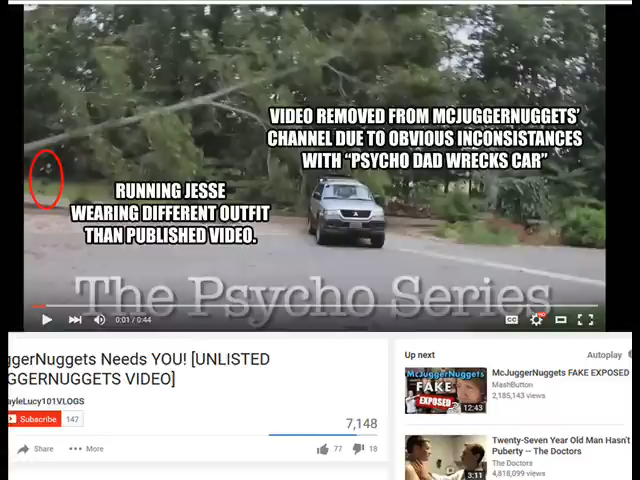 VIDEO REMOVED FROM MCJUGGERNUGGETS'
CHANNEL DUE TO OBVIOUS INCONSISTANCES
WITH "PSYCHO DAD WRECKS CAR"
RUNNING JESSE
WEARING DIFFERENT OUTFIT
THAN PUBLISHED VIDEO.
The Psycho Series
0:01 / 0:44
CC
HD
ggerNuggets Needs YOU! [UNLISTED
GGERNUGGETS VIDEO]
ayleLucy101VLOGS
Subscribe 147
7,148
Share ••• More 77 18
Up next Autoplay
McJuggerNuggets
FAKE
EXPOSED
12:43
McJuggerNuggets FAKE EXPOSED
MashButton
2,185,143 views
3:11
Twenty-Seven Year Old Man Hasn't
Puberty -- The Doctors
The Doctors
4,818,099 views